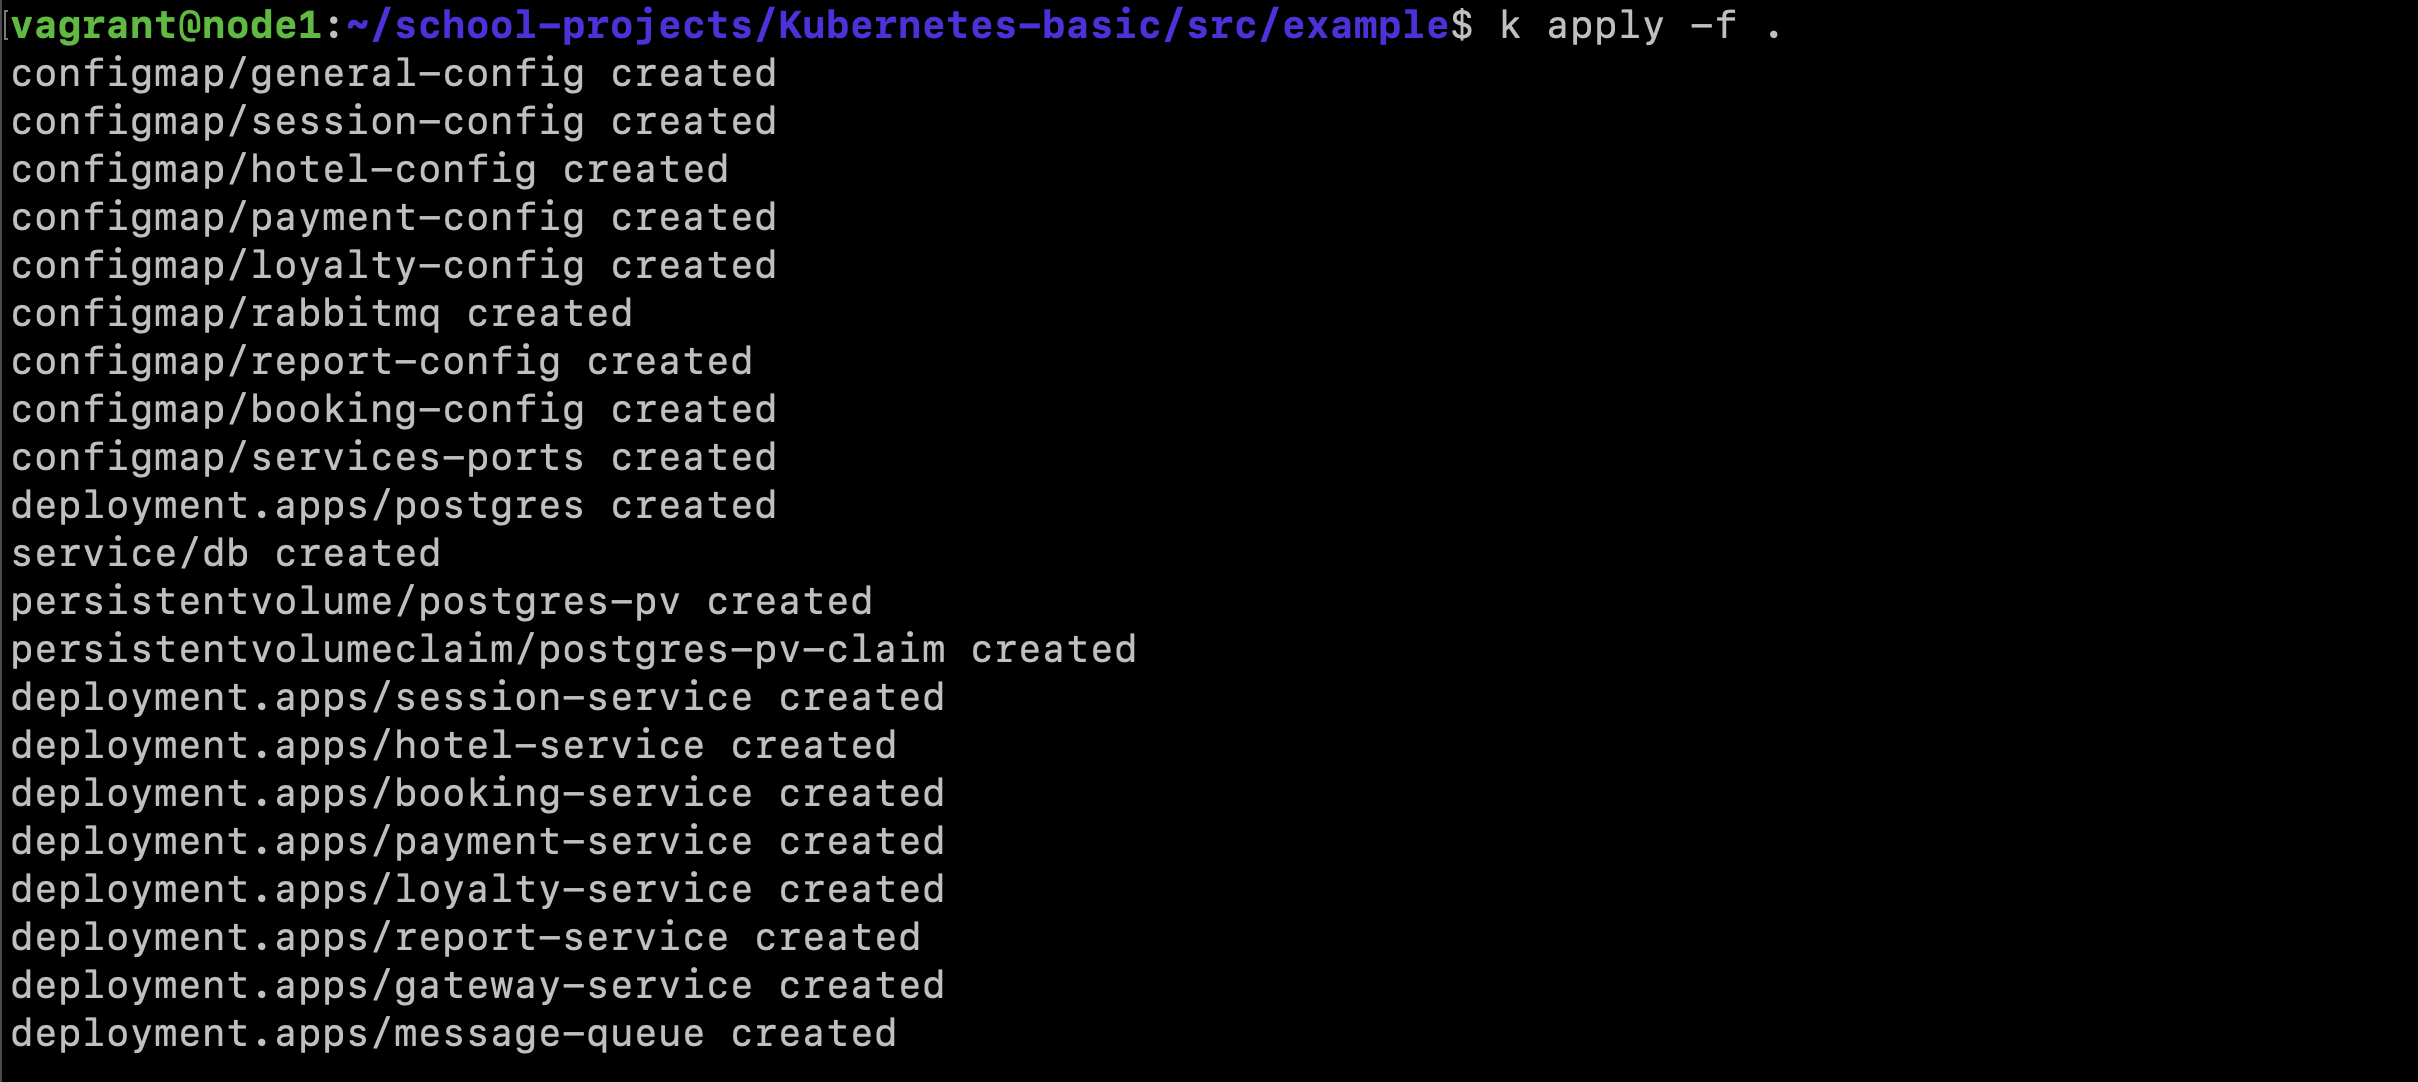 vagrant@node1:~/school-projects/Kubernetes-basic/src/example$ k apply -f .
configmap/general-config created
configmap/session-config created
configmap/hotel-config created
configmap/payment-config created
configmap/loyalty-config created
configmap/rabbitmq created
configmap/report-config created
configmap/booking-config created
configmap/services-ports created
deployment.apps/postgres created
service/db created
persistentvolume/postgres-pv created
persistentvolumeclaim/postgres-pv-claim created
deployment.apps/session-service created
deployment.apps/hotel-service created
deployment.apps/booking-service created
deployment.apps/payment-service created
deployment.apps/loyalty-service created
deployment.apps/report-service created
deployment.apps/gateway-service created
deployment.apps/message-queue created